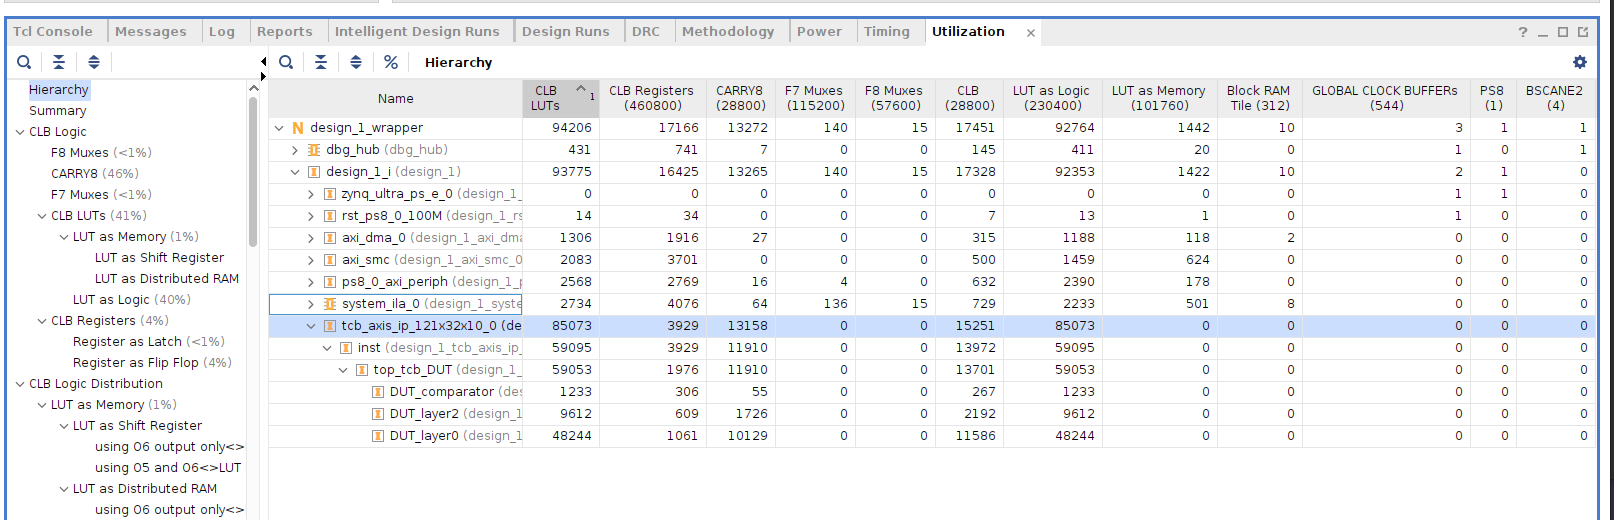 Tcl Console Messages Log Reports Intelligent Design Runs Design Runs DRC Methodology Power Timing Utilization × ? _
% Hierarchy
Hierarchy
Summary
CLB Logic
F8 Muxes (<1%)
CARRY8 (46%)
F7 Muxes (<1%)
CLB LUTs (41%)
LUT as Memory (1%)
LUT as Shift Register
LUT as Distributed RAM
LUT as Logic (40%)
CLB Registers (4%)
Register as Latch (<1%)
Register as Flip Flop (4%)
CLB Logic Distribution
LUT as Memory (1%)
LUT as Shift Register
using O6 output only<>
using O5 and O6<>LUT
LUT as Distributed RAM
using O6 output only<>
Name CLB LUTs 1 CLB Registers (460800) CARRY8 (28800) F7 Muxes (115200) F8 Muxes (57600) CLB (28800) LUT as Logic (230400) LUT as Memory (101760) Block RAM Tile (312) GLOBAL CLOCK BUFFERs (544) PS8 (1) BSCANE2 (4)
N design_1_wrapper 94206 17166 13272 140 15 17451 92764 1442 10 3 1 1
dbg_hub (dbg_hub) 431 741 7 0 0 145 411 20 0 1 0 1
design_1_i (design_1) 93775 16425 13265 140 15 17328 92353 1422 10 2 1 0
zynq_ultra_ps_e_0 (design_1_ 0 0 0 0 0 0 0 0 0 1 1 0
rst_ps8_0_100M (design_1_rs 14 34 0 0 0 7 13 1 0 1 0 0
axi_dma_0 (design_1_axi_dma 1306 1916 27 0 0 315 1188 118 2 0 0 0
axi_smc (design_1_axi_smc_0 2083 3701 0 0 0 500 1459 624 0 0 0 0
ps8_0_axi_periph (design_1_p 2568 2769 16 4 0 632 2390 178 0 0 0 0
system_ila_0 (design_1_syste 2734 4076 64 136 15 729 2233 501 8 0 0 0
tcb_axis_ip_121x32x10_0 (de 85073 3929 13158 0 0 15251 85073 0 0 0 0 0
inst (design_1_tcb_axis_ip_ 59095 3929 11910 0 0 13972 59095 0 0 0 0 0
top_tcb_DUT (design_1_ 59053 1976 11910 0 0 13701 59053 0 0 0 0 0
DUT_comparator (des 1233 306 55 0 0 267 1233 0 0 0 0 0
DUT_layer2 (design_1 9612 609 1726 0 0 2192 9612 0 0 0 0 0
DUT_layer0 (design_1 48244 1061 10129 0 0 11586 48244 0 0 0 0 0